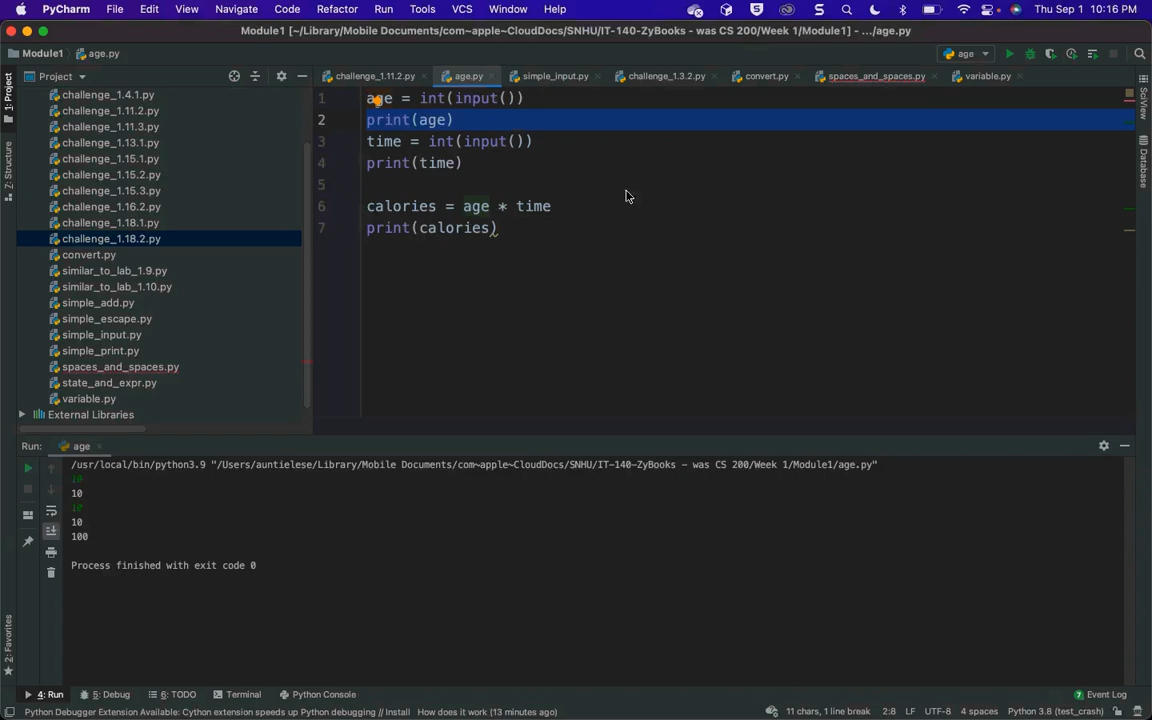 PyCharm File Edit View Navigate Code Refactor Run Tools VCS Window Help Thu Sep 1 10:16 PM
Module1 [~/Library/Mobile Documents/com~apple~CloudDocs/SNHU/IT-140-ZyBooks – was CS 200/Week 1/Module1] – .../age.py
Module1 age.py age
Project challenge_1.11.2.py age.py simple_input.py challenge_1.3.2.py convert.py spaces_and_spaces.py variable.py
1: Project
Z: Structure
2: Favorites
SciView
Database
challenge_1.4.1.py
challenge_1.11.2.py
challenge_1.11.3.py
challenge_1.13.1.py
challenge_1.15.1.py
challenge_1.15.2.py
challenge_1.15.3.py
challenge_1.16.2.py
challenge_1.18.1.py
challenge_1.18.2.py
convert.py
similar_to_lab_1.9.py
similar_to_lab_1.10.py
simple_add.py
simple_escape.py
simple_input.py
simple_print.py
spaces_and_spaces.py
state_and_expr.py
variable.py
External Libraries
1 age = int(input())
2 print(age)
3 time = int(input())
4 print(time)
5
6 calories = age * time
7 print(calories)
Run: age
/usr/local/bin/python3.9 "/Users/auntielese/Library/Mobile Documents/com~apple~CloudDocs/SNHU/IT-140-ZyBooks – was CS 200/Week 1/Module1/age.py"
10
10
10
10
100
Process finished with exit code 0
4: Run 5: Debug 6: TODO Terminal Python Console 7 Event Log
Python Debugger Extension Available: Cython extension speeds up Python debugging // Install How does it work (13 minutes ago) 11 chars, 1 line break 2:8 LF UTF-8 4 spaces Python 3.8 (test_crash)